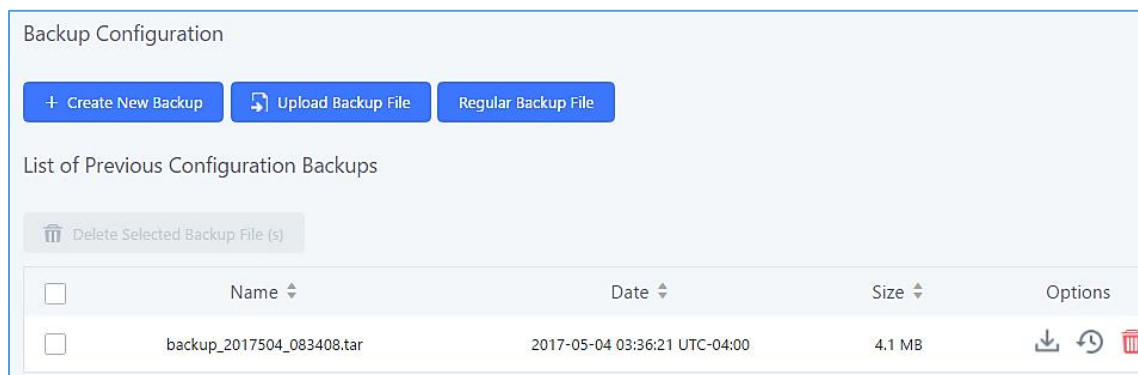 Backup Configuration
+ Create New Backup Upload Backup File Regular Backup File
List of Previous Configuration Backups
Delete Selected Backup File (s)
Name Date Size Options
backup_2017504_083408.tar 2017-05-04 03:36:21 UTC-04:00 4.1 MB